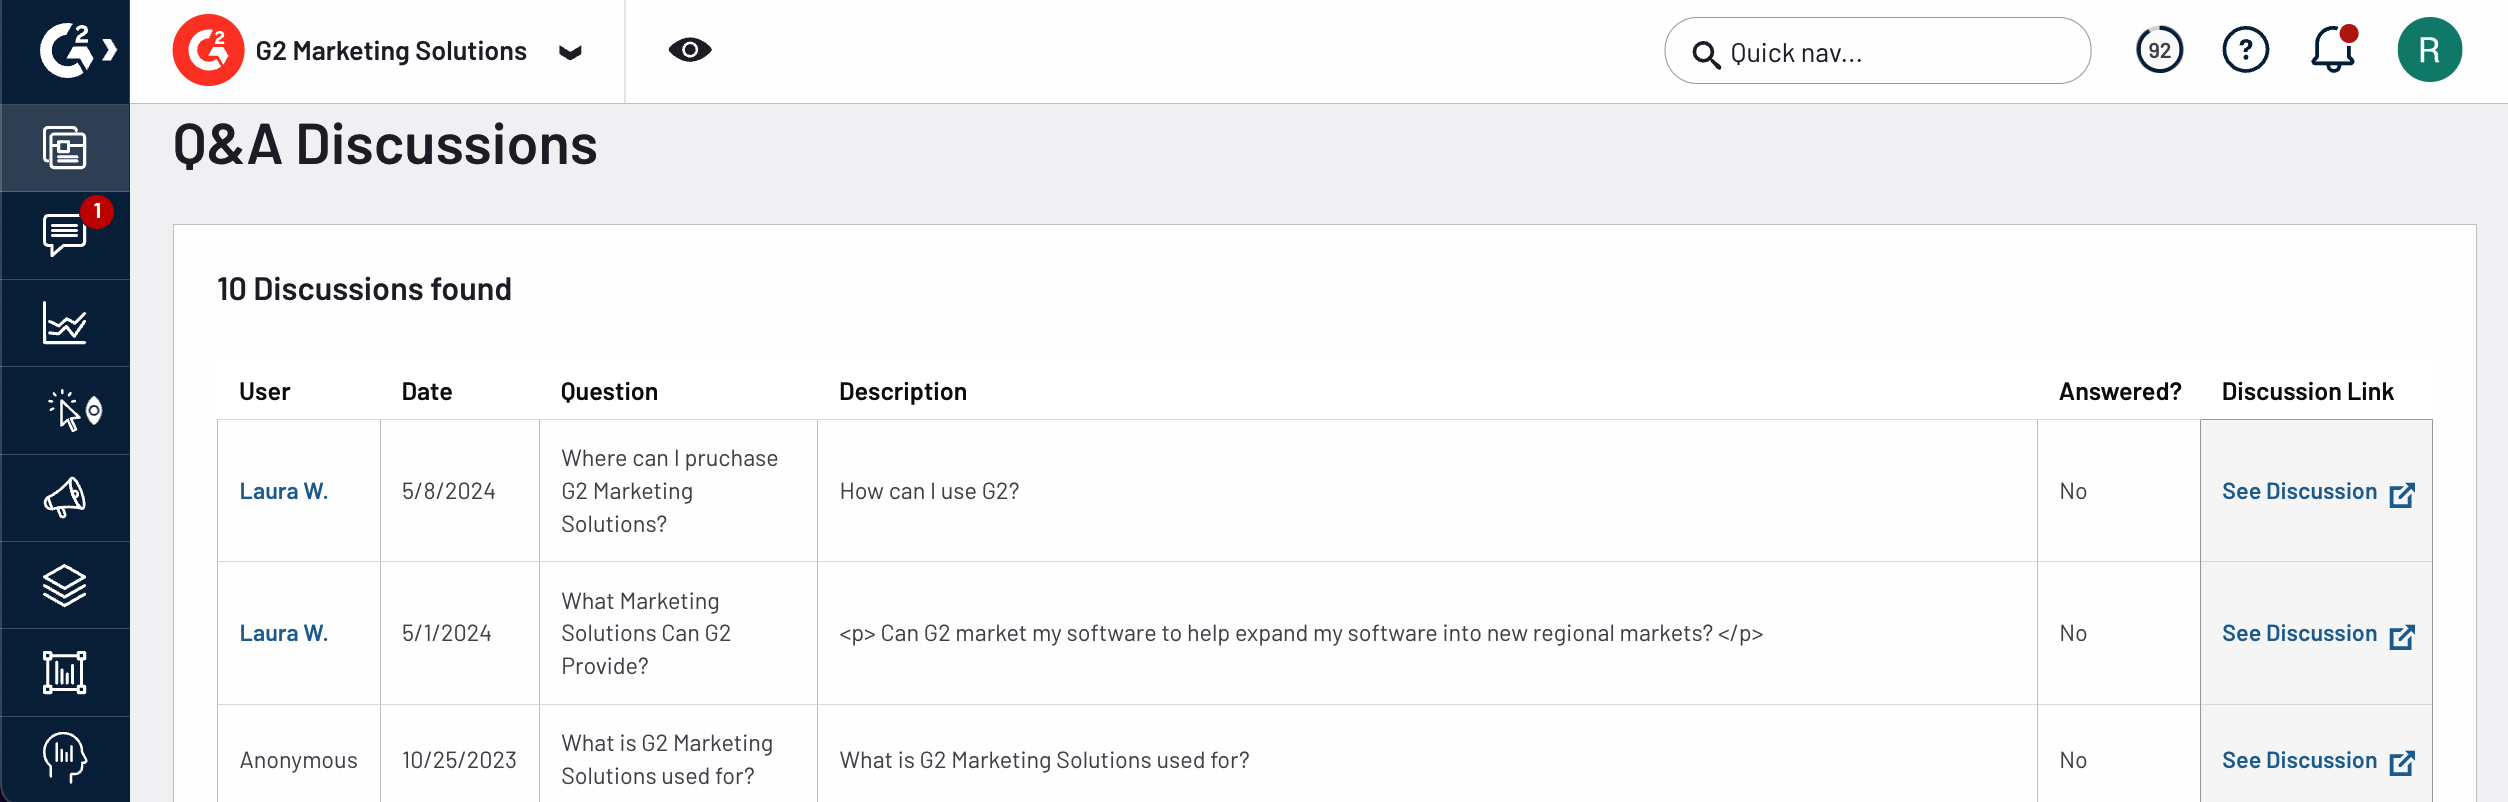 G2 Marketing Solutions
Quick nav...
92
?
R
Q&A Discussions
1
10 Discussions found
User Date Question Description Answered? Discussion Link
Where can I pruchase
Laura W. 5/8/2024 G2 Marketing How can I use G2? No See Discussion
Solutions?
What Marketing
Laura W. 5/1/2024 Solutions Can G2 <p> Can G2 market my software to help expand my software into new regional markets? </p> No See Discussion
Provide?
What is G2 Marketing
Anonymous 10/25/2023 What is G2 Marketing Solutions used for? No See Discussion
Solutions used for?